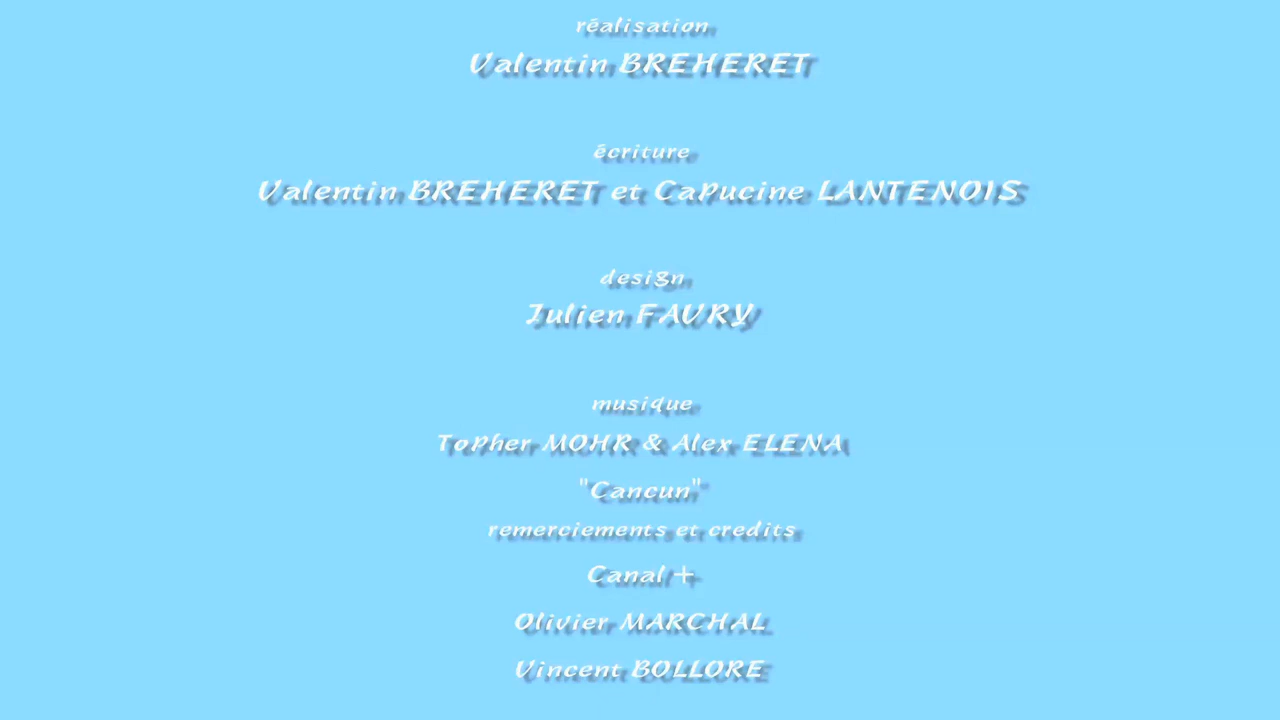 réalisation
Valentin BREHERET
écriture
Valentin BREHERET et Capucine LANTENOIS
design
Julien FAURY
musique
Topher MOHR & Alex ELENA
"Cancun"
remerciements et credits
Canal +
Olivier MARCHAL
Vincent BOLLORE